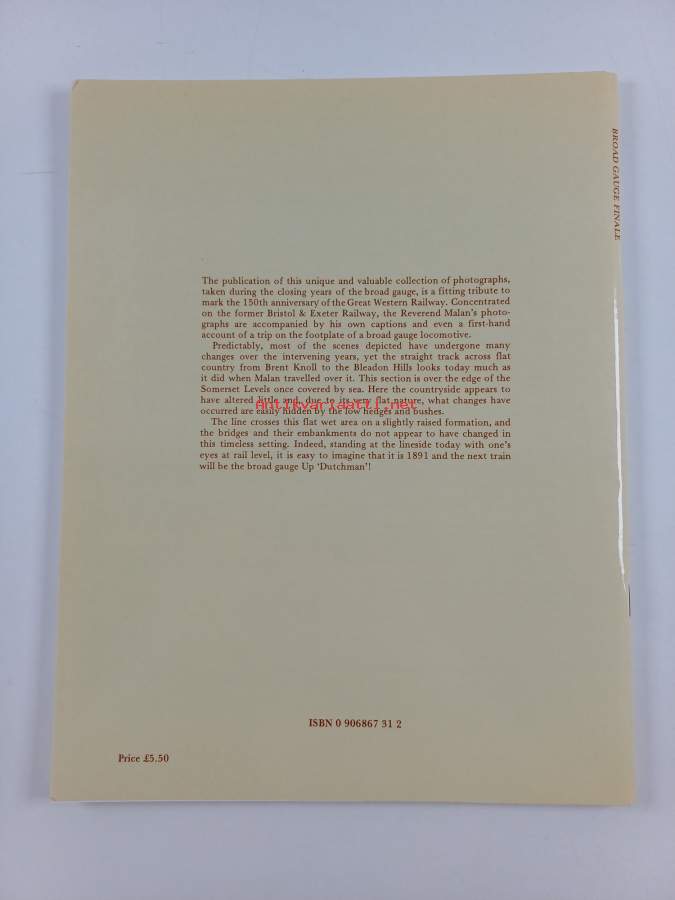 BROAD GAUGE FINALE
The publication of this unique and valuable collection of photographs,
taken during the closing years of the broad gauge, is a fitting tribute to
mark the 150th anniversary of the Great Western Railway. Concentrated
on the former Bristol & Exeter Railway, the Reverend Malan's photo-
graphs are accompanied by his own captions and even a first-hand
account of a trip on the footplate of a broad gauge locomotive.
Predictably, most of the scenes depicted have undergone many
changes over the intervening years, yet the straight track across flat
country from Brent Knoll to the Bleadon Hills looks today much as
it did when Malan travelled over it. This section is over the edge of the
Somerset Levels once covered by sea. Here the countryside appears to
have altered little and, due to its very flat nature, what changes have
occurred are easily hidden by the low hedges and bushes.
The line crosses this flat wet area on a slightly raised formation, and
the bridges and their embankments do not appear to have changed in
this timeless setting. Indeed, standing at the lineside today with one's
eyes at rail level, it is easy to imagine that it is 1891 and the next train
will be the broad gauge Up 'Dutchman'!
Antikvariaatti.net
ISBN 0 906867 31 2
Price £5.50